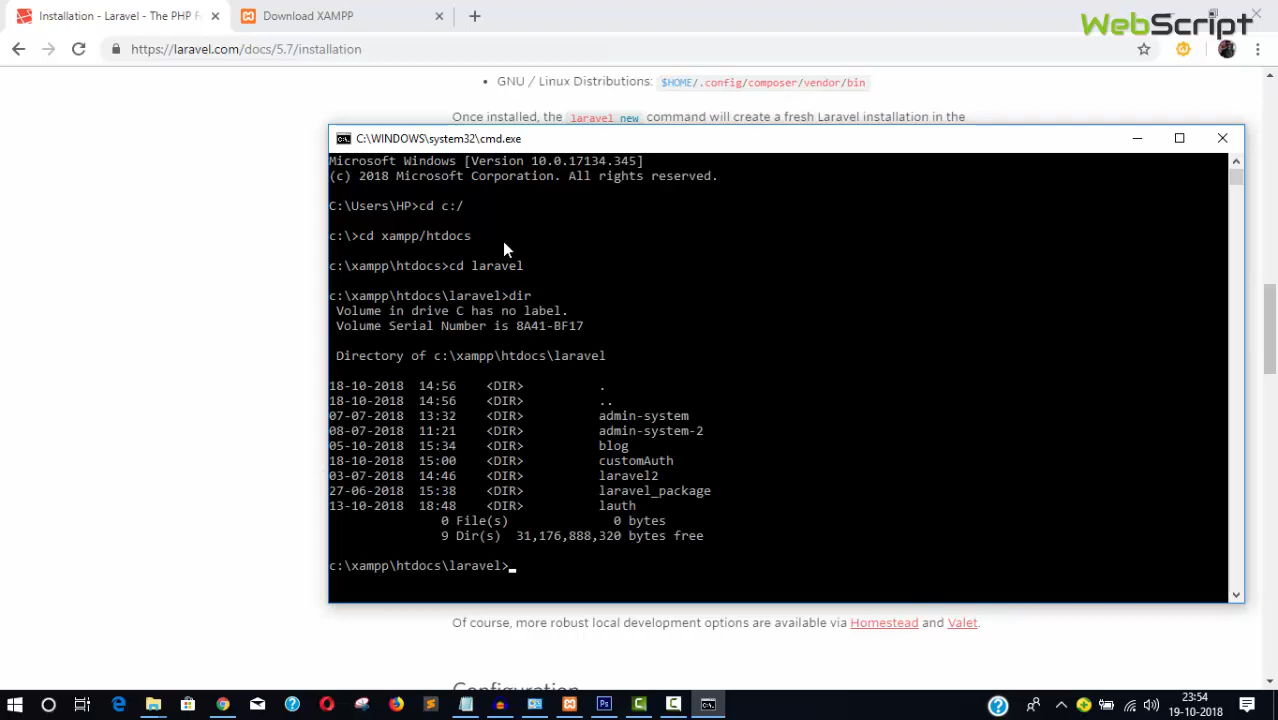 Installation - Laravel - The PHP F
Download XAMPP
WebScript
https://laravel.com/docs/5.7/installation
GNU / Linux Distributions: $HOME/.config/composer/vendor/bin
Once installed, the laravel new command will create a fresh Laravel installation in the
C:\WINDOWS\system32\cmd.exe
Microsoft Windows [Version 10.0.17134.345]
(c) 2018 Microsoft Corporation. All rights reserved.
C:\Users\HP>cd c:/
c:\>cd xampp/htdocs
c:\xampp\htdocs>cd laravel
c:\xampp\htdocs\laravel>dir
Volume in drive C has no label.
Volume Serial Number is 8A41-BF17
Directory of c:\xampp\htdocs\laravel
18-10-2018 14:56 <DIR> .
18-10-2018 14:56 <DIR> ..
07-07-2018 13:32 <DIR> admin-system
08-07-2018 11:21 <DIR> admin-system-2
05-10-2018 15:34 <DIR> blog
18-10-2018 15:00 <DIR> customAuth
03-07-2018 14:46 <DIR> laravel2
27-06-2018 15:38 <DIR> laravel_package
13-10-2018 18:48 <DIR> lauth
0 File(s) 0 bytes
9 Dir(s) 31,176,888,320 bytes free
c:\xampp\htdocs\laravel>
Of course, more robust local development options are available via Homestead and Valet.
Configuration
23:54
19-10-2018